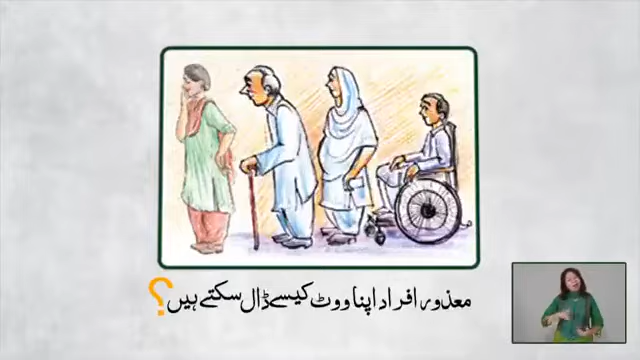 معذور افراد اپنا ووٹ کیسے ڈال سکتے ہیں؟